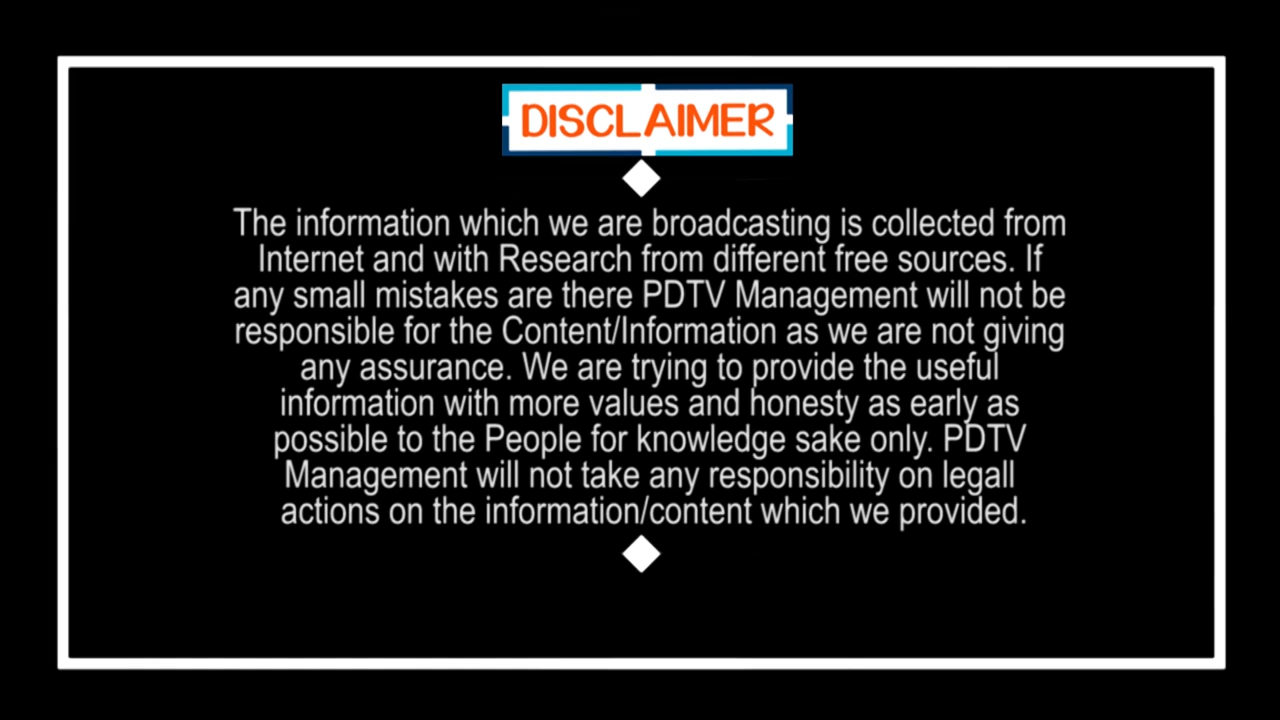 DISCLAIMER
The information which we are broadcasting is collected from
Internet and with Research from different free sources. If
any small mistakes are there PDTV Management will not be
responsible for the Content/Information as we are not giving
any assurance. We are trying to provide the useful
information with more values and honesty as early as
possible to the People for knowledge sake only. PDTV
Management will not take any responsibility on legall
actions on the information/content which we provided.